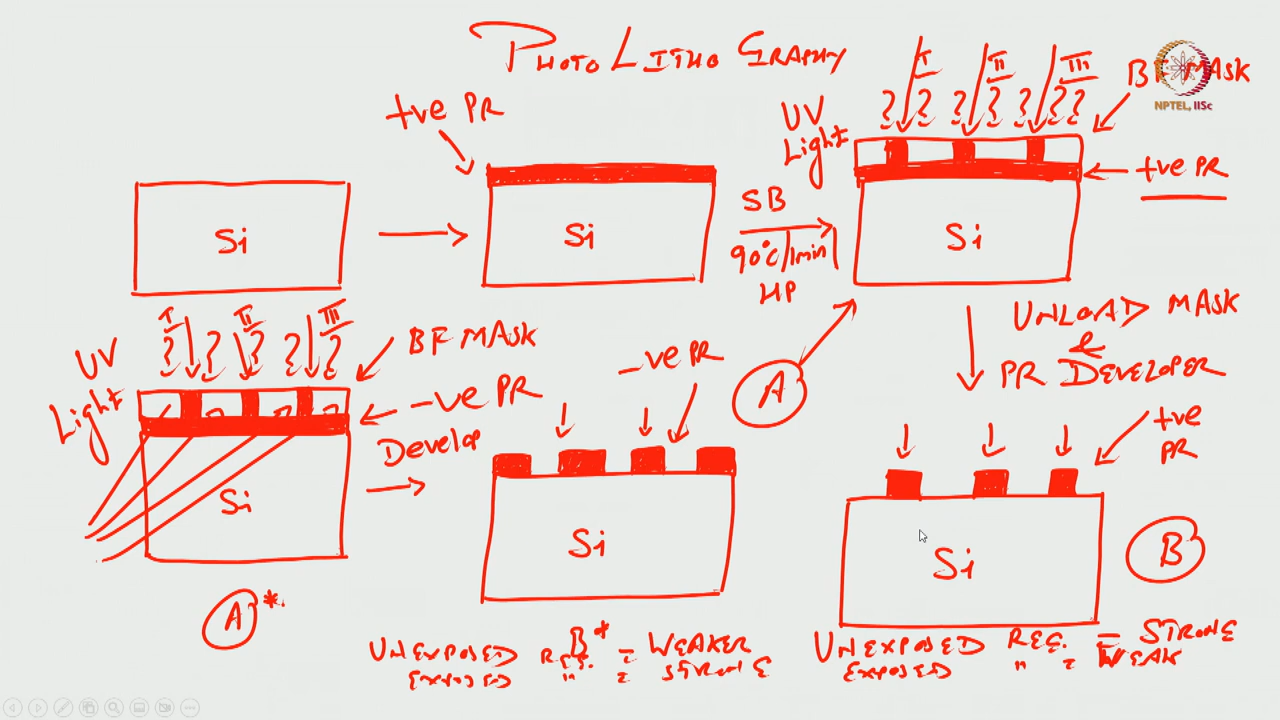 PHOTO LITHO GRAPHY
+ve PR
Si
Si
SB
90°C/1min
HP
UV
Light
I II III
BF MASK
NPTEL, IISc
+ve PR
Si
A
UNLOAD MASK
&
PR DEVELOPER
+ve
PR
Si
B
UNEXPOSED REG. = STRONG
EXPOSED " = WEAK
UV
Light
I II III
BF MASK
-ve PR
Si
A*
Develop
-ve PR
Si
B*
UNEXPOSED REG. = WEAKER
EXPOSED " = STRONG